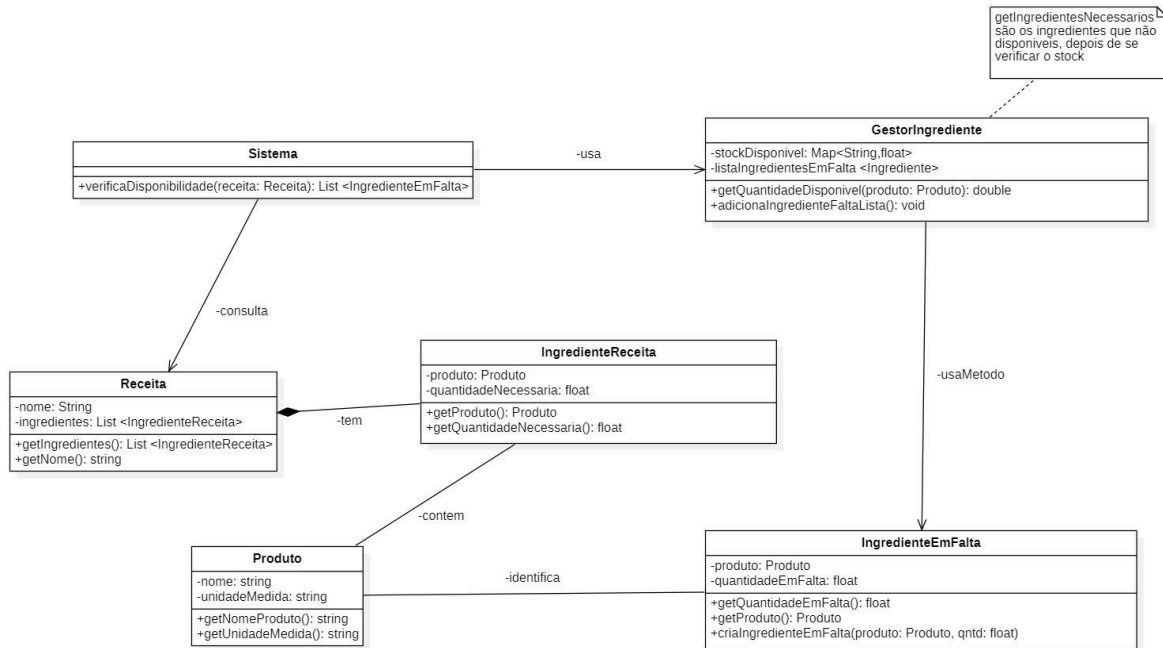 getIngredientesNecessarios
são os ingredientes que não
disponiveis, depois de se
verificar o stock
GestorIngrediente
-stockDisponivel: Map<String,float>
-listaIngredientesEmFalta <Ingrediente>
+getQuantidadeDisponivel(produto: Produto): double
+adicionaIngredienteFaltaLista(): void
Sistema
+verificaDisponibilidade(receita: Receita): List <IngredienteEmFalta>
-usa
-consulta
IngredienteReceita
-produto: Produto
-quantidadeNecessaria: float
+getProduto(): Produto
+getQuantidadeNecessaria(): float
-usaMetodo
Receita
-nome: String
-ingredientes: List <IngredienteReceita>
+getIngredientes(): List <IngredienteReceita>
+getNome(): string
-tem
-contem
Produto
-nome: string
-unidadeMedida: string
+getNomeProduto(): string
+getUnidadeMedida(): string
-identifica
IngredienteEmFalta
-produto: Produto
-quantidadeEmFalta: float
+getQuantidadeEmFalta(): float
+getProduto(): Produto
+criaIngredienteEmFalta(produto: Produto, qntd: float)